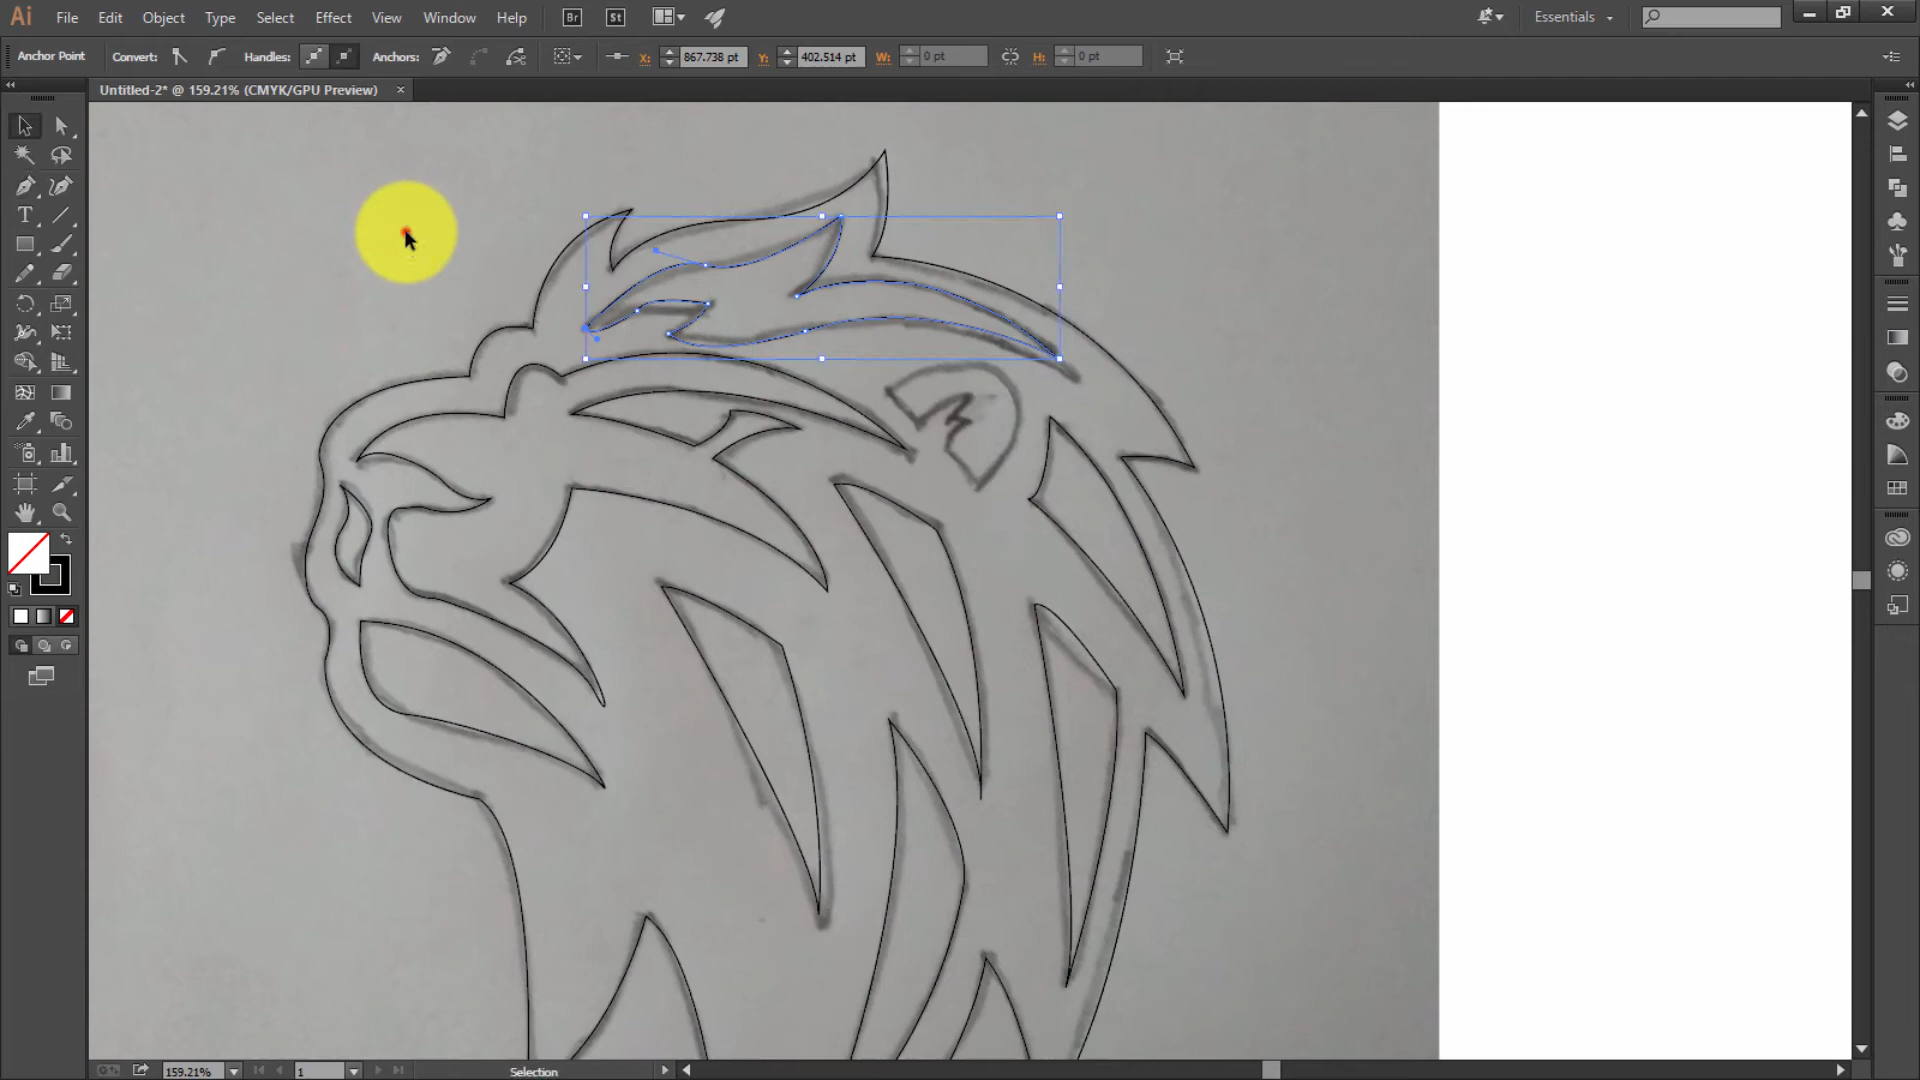 Ai File Edit Object Type Select Effect View Window Help Br St Essentials
Anchor Point Convert: Handles: Anchors: X: 867.738 pt Y: 402.514 pt W: 0 pt H: 0 pt
Untitled-2* @ 159.21% (CMYK/GPU Preview) ×
T
159.21% 1 Selection